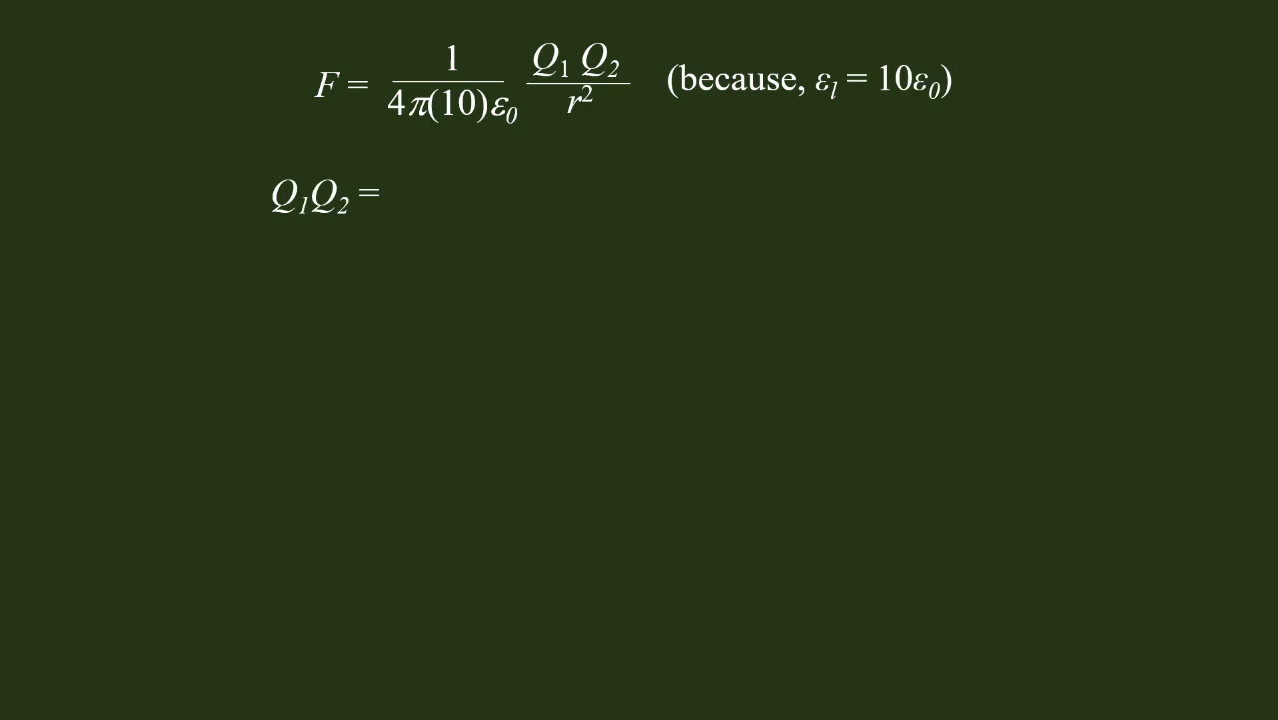 F = 1 / 4π(10)ε₀ Q₁ Q₂ / r² (because, εₗ = 10ε₀)
Q₁Q₂ =